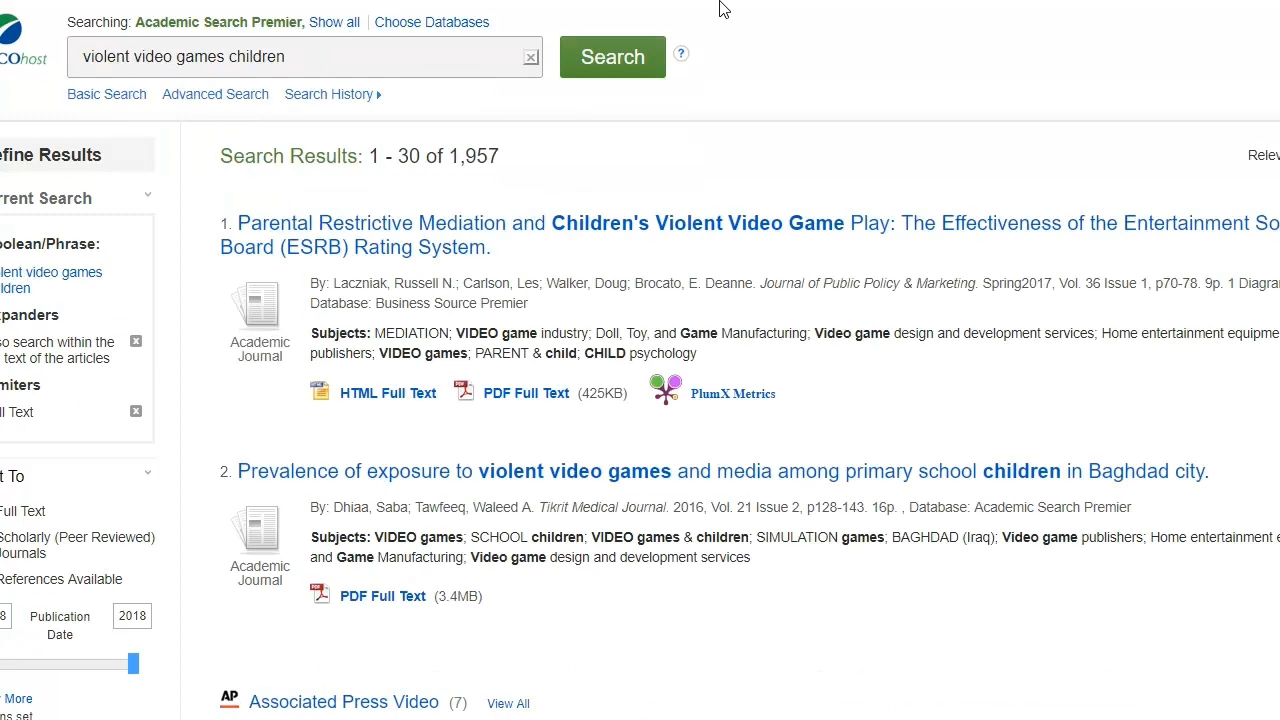 Searching: Academic Search Premier, Show all Choose Databases
COhost
violent video games children
Search
?
Basic Search Advanced Search Search History
fine Results
rrent Search
oolean/Phrase:
lent video games
ldren
panders
so search within the
text of the articles
miters
ll Text
t To
Full Text
Scholarly (Peer Reviewed)
Journals
References Available
8 Publication Date 2018
More
ns set
Search Results: 1 - 30 of 1,957
Relev
1. Parental Restrictive Mediation and Children's Violent Video Game Play: The Effectiveness of the Entertainment So
Board (ESRB) Rating System.
Academic
Journal
By: Laczniak, Russell N.; Carlson, Les; Walker, Doug; Brocato, E. Deanne. Journal of Public Policy & Marketing. Spring2017, Vol. 36 Issue 1, p70-78. 9p. 1 Diagra
Database: Business Source Premier
Subjects: MEDIATION; VIDEO game industry; Doll, Toy, and Game Manufacturing; Video game design and development services; Home entertainment equipme
publishers; VIDEO games; PARENT & child; CHILD psychology
HTML Full Text PDF Full Text (425KB) PlumX Metrics
2. Prevalence of exposure to violent video games and media among primary school children in Baghdad city.
Academic
Journal
By: Dhiaa, Saba; Tawfeeq, Waleed A. Tikrit Medical Journal. 2016, Vol. 21 Issue 2, p128-143. 16p. , Database: Academic Search Premier
Subjects: VIDEO games; SCHOOL children; VIDEO games & children; SIMULATION games; BAGHDAD (Iraq); Video game publishers; Home entertainment e
and Game Manufacturing; Video game design and development services
PDF Full Text (3.4MB)
AP Associated Press Video (7) View All